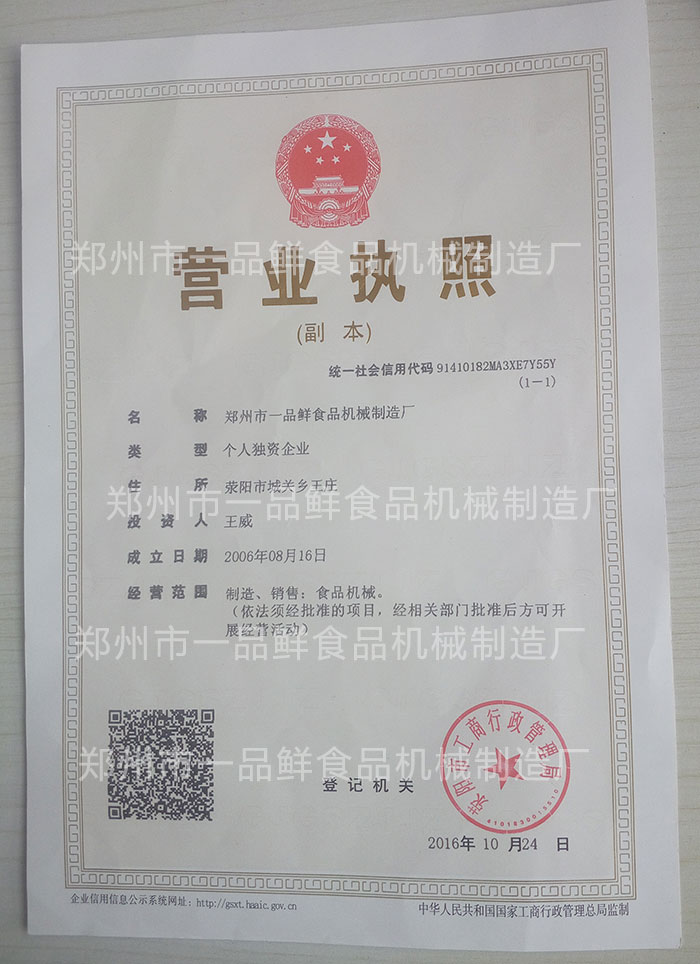 郑州市一品鲜食品机械制造厂
营业执照
(副 本)
统一社会信用代码 91410182MA3XE7Y55Y
(1-1)
名 称 郑州市一品鲜食品机械制造厂
类 型 个人独资企业
住 所 荥阳市城关乡王庄
郑州市一品鲜食品机械制造厂
投 资 人 王威
成 立 日 期 2006年08月16日
经 营 范 围 制造、销售：食品机械。
(依法须经批准的项目，经相关部门批准后方可开
展经营活动)
郑州市一品鲜食品机械制造厂
郑州市一品鲜食品机械制造厂
登 记 机 关
荥阳市工商行政管理局
4101830013510
2016年 10 月24 日
企业信用信息公示系统网址：http://gsxt.haaic.gov.cn
中华人民共和国国家工商行政管理总局监制